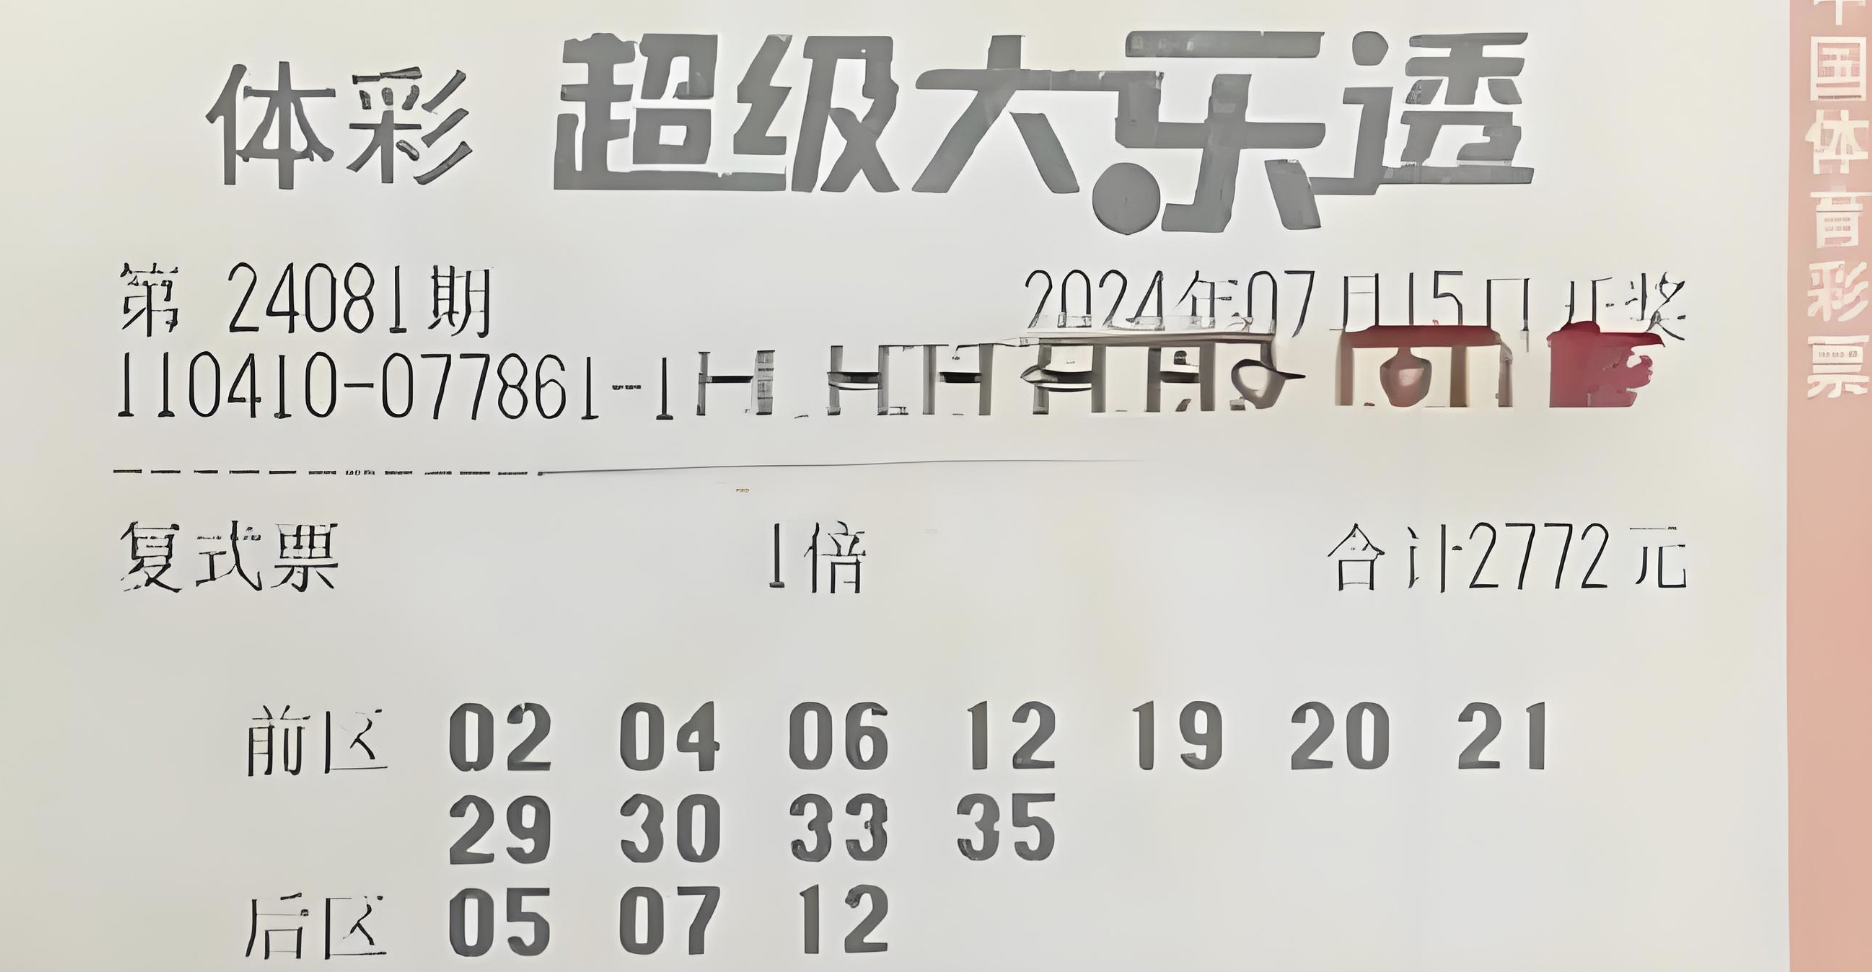 体彩 超级大乐透
第 24081期 2024年07月15日开奖
110410-077861-1
复式票 1倍 合计2772元
前区 02 04 06 12 19 20 21
29 30 33 35
后区 05 07 12
中国体育彩票